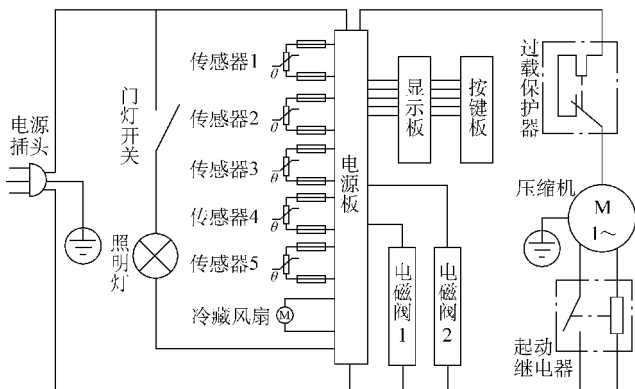 电源
插头
门灯
开关
照明
灯
传感器1
θ
传感器2
θ
传感器3
θ
传感器4
θ
传感器5
θ
冷藏风扇
M
电源板
显示板
按键板
电磁阀1
电磁阀2
过载保护器
压缩机
M
1~
起动
继电器